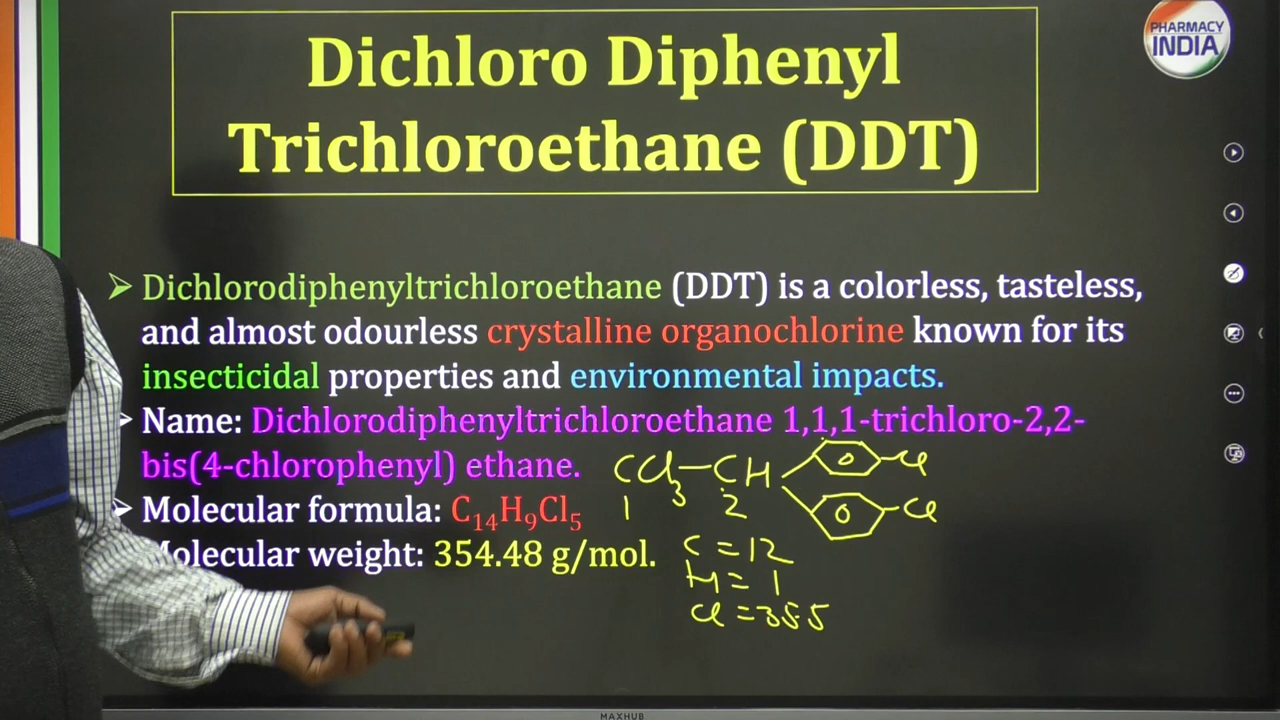 PHARMACY
INDIA
Dichloro Diphenyl
Trichloroethane (DDT)
➤ Dichlorodiphenyltrichloroethane (DDT) is a colorless, tasteless,
and almost odourless crystalline organochlorine known for its
insecticidal properties and environmental impacts.
➤ Name: Dichlorodiphenyltrichloroethane 1,1,1-trichloro-2,2-
bis(4-chlorophenyl) ethane.
CCl₃—CH
Cl
Cl
1 2
➤ Molecular formula: C₁₄H₉Cl₅
Molecular weight: 354.48 g/mol.
C = 12
H = 1
Cl = 35.5
MAXHUB